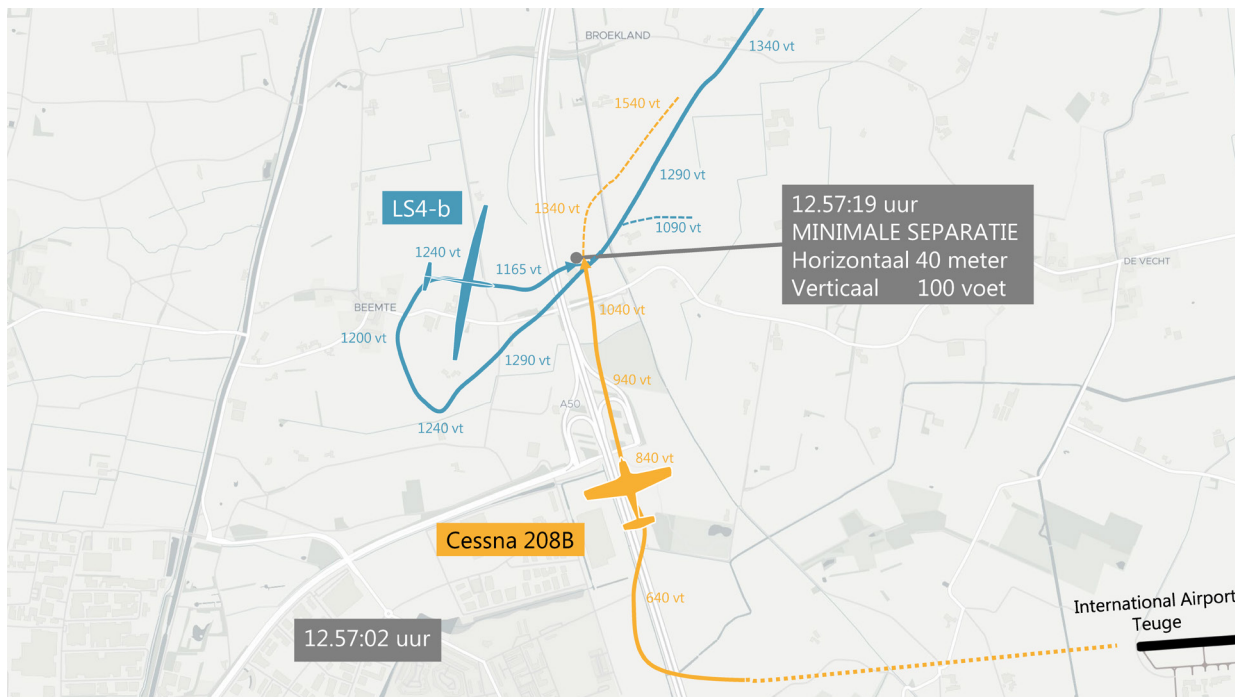 BROEKLAND
1340 vt
1540 vt
1290 vt
LS4-b
1340 vt
1090 vt
12.57:19 uur
MINIMALE SEPARATIE
Horizontaal 40 meter
Verticaal 100 voet
1240 vt
1165 vt
DE VECHT
BEEMTE
1040 vt
1200 vt
1290 vt
940 vt
A50
1240 vt
840 vt
Cessna 208B
640 vt
International Airport
Teuge
12.57:02 uur